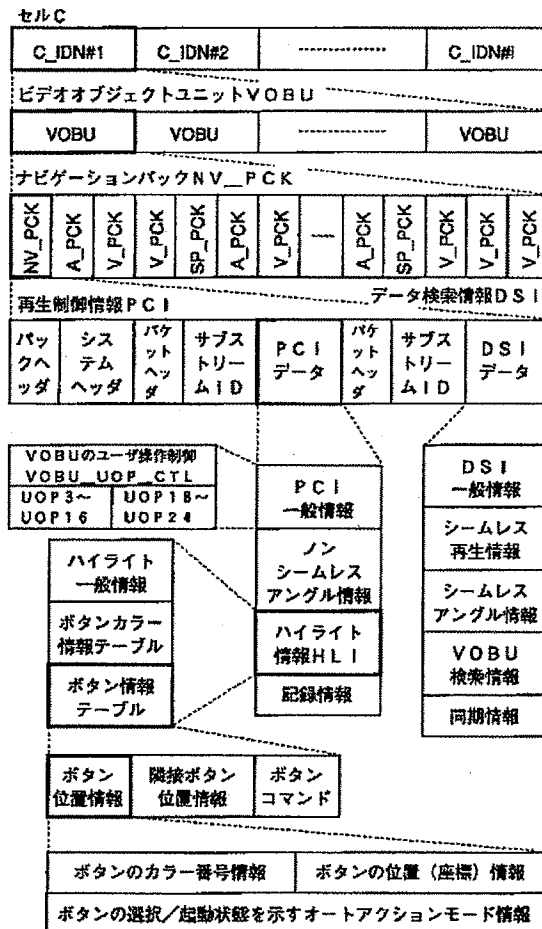 セルC
C_IDN#1 C_IDN#2 C_IDN#l
ビデオオブジェクトユニットVOBU
VOBU VOBU VOBU
ナビゲーションパックNV_PCK
NV_PCK A_PCK V_PCK V_PCK SP_PCK A_PCK V_PCK A_PCK SP_PCK V_PCK V_PCK V_PCK
再生制御情報PCI データ検索情報DSI
パックヘッダ
システムヘッダ
パケットヘッダ
サブストリームID
PCIデータ
パケットヘッダ
サブストリームID
DSIデータ
VOBUのユーザ操作制御
VOBU_UOP_CTL
UOP3~
UOP16
UOP18~
UOP24
PCI
一般情報
ノン
シームレス
アングル情報
ハイライト
情報HLI
記録情報
DSI
一般情報
シームレス
再生情報
シームレス
アングル情報
VOBU
検索情報
同期情報
ハイライト
一般情報
ボタンカラー
情報テーブル
ボタン情報
テーブル
ボタン
位置情報
隣接ボタン
位置情報
ボタン
コマンド
ボタンのカラー番号情報 ボタンの位置(座標)情報
ボタンの選択/起動状態を示すオートアクションモード情報